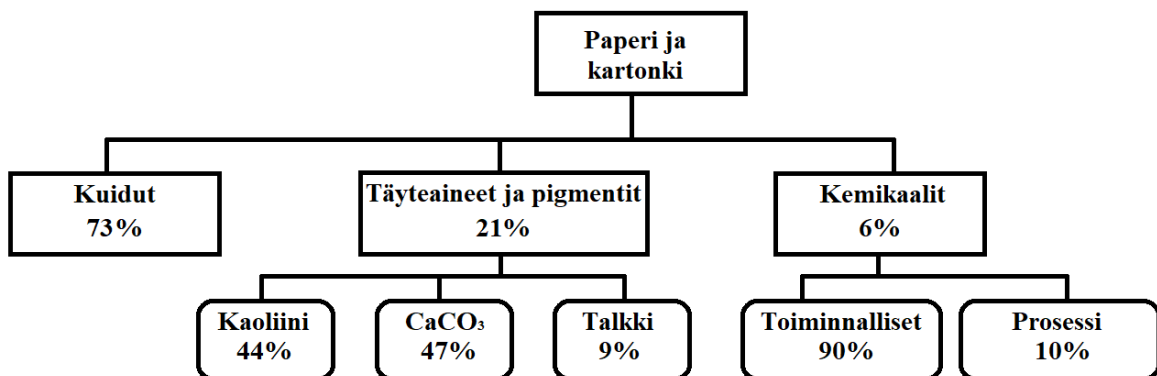 Paperi ja
kartonki
Kuidut
73%
Täyteaineet ja pigmentit
21%
Kemikaalit
6%
Kaoliini
44%
CaCO₃
47%
Talkki
9%
Toiminnalliset
90%
Prosessi
10%